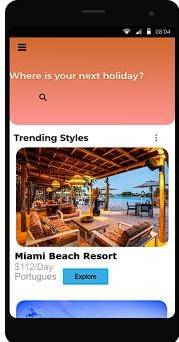 08:04
Where is your next holiday?
Trending Styles
Miami Beach Resort
$112/Day
Portugues
Explore